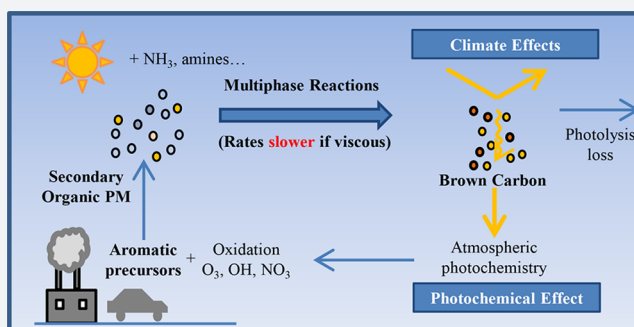 + NH₃, amines…
Climate Effects
Multiphase Reactions
(Rates slower if viscous)
Photolysis
loss
Secondary
Organic PM
Brown Carbon
Aromatic
precursors
+
Oxidation
O₃, OH, NO₃
Atmospheric
photochemistry
Photochemical Effect